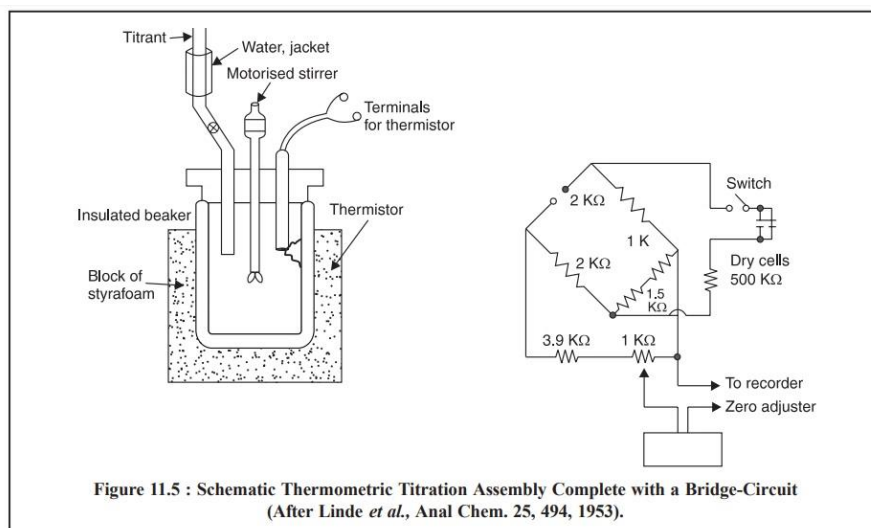 Titrant
Water, jacket
Motorised stirrer
Terminals
for thermistor
Insulated beaker
Thermistor
Block of
styrafoam
Switch
2 KΩ
1 K
2 KΩ
1.5
KΩ
Dry cells
500 KΩ
3.9 KΩ
1 KΩ
To recorder
Zero adjuster
Figure 11.5 : Schematic Thermometric Titration Assembly Complete with a Bridge-Circuit
(After Linde et al., Anal Chem. 25, 494, 1953).